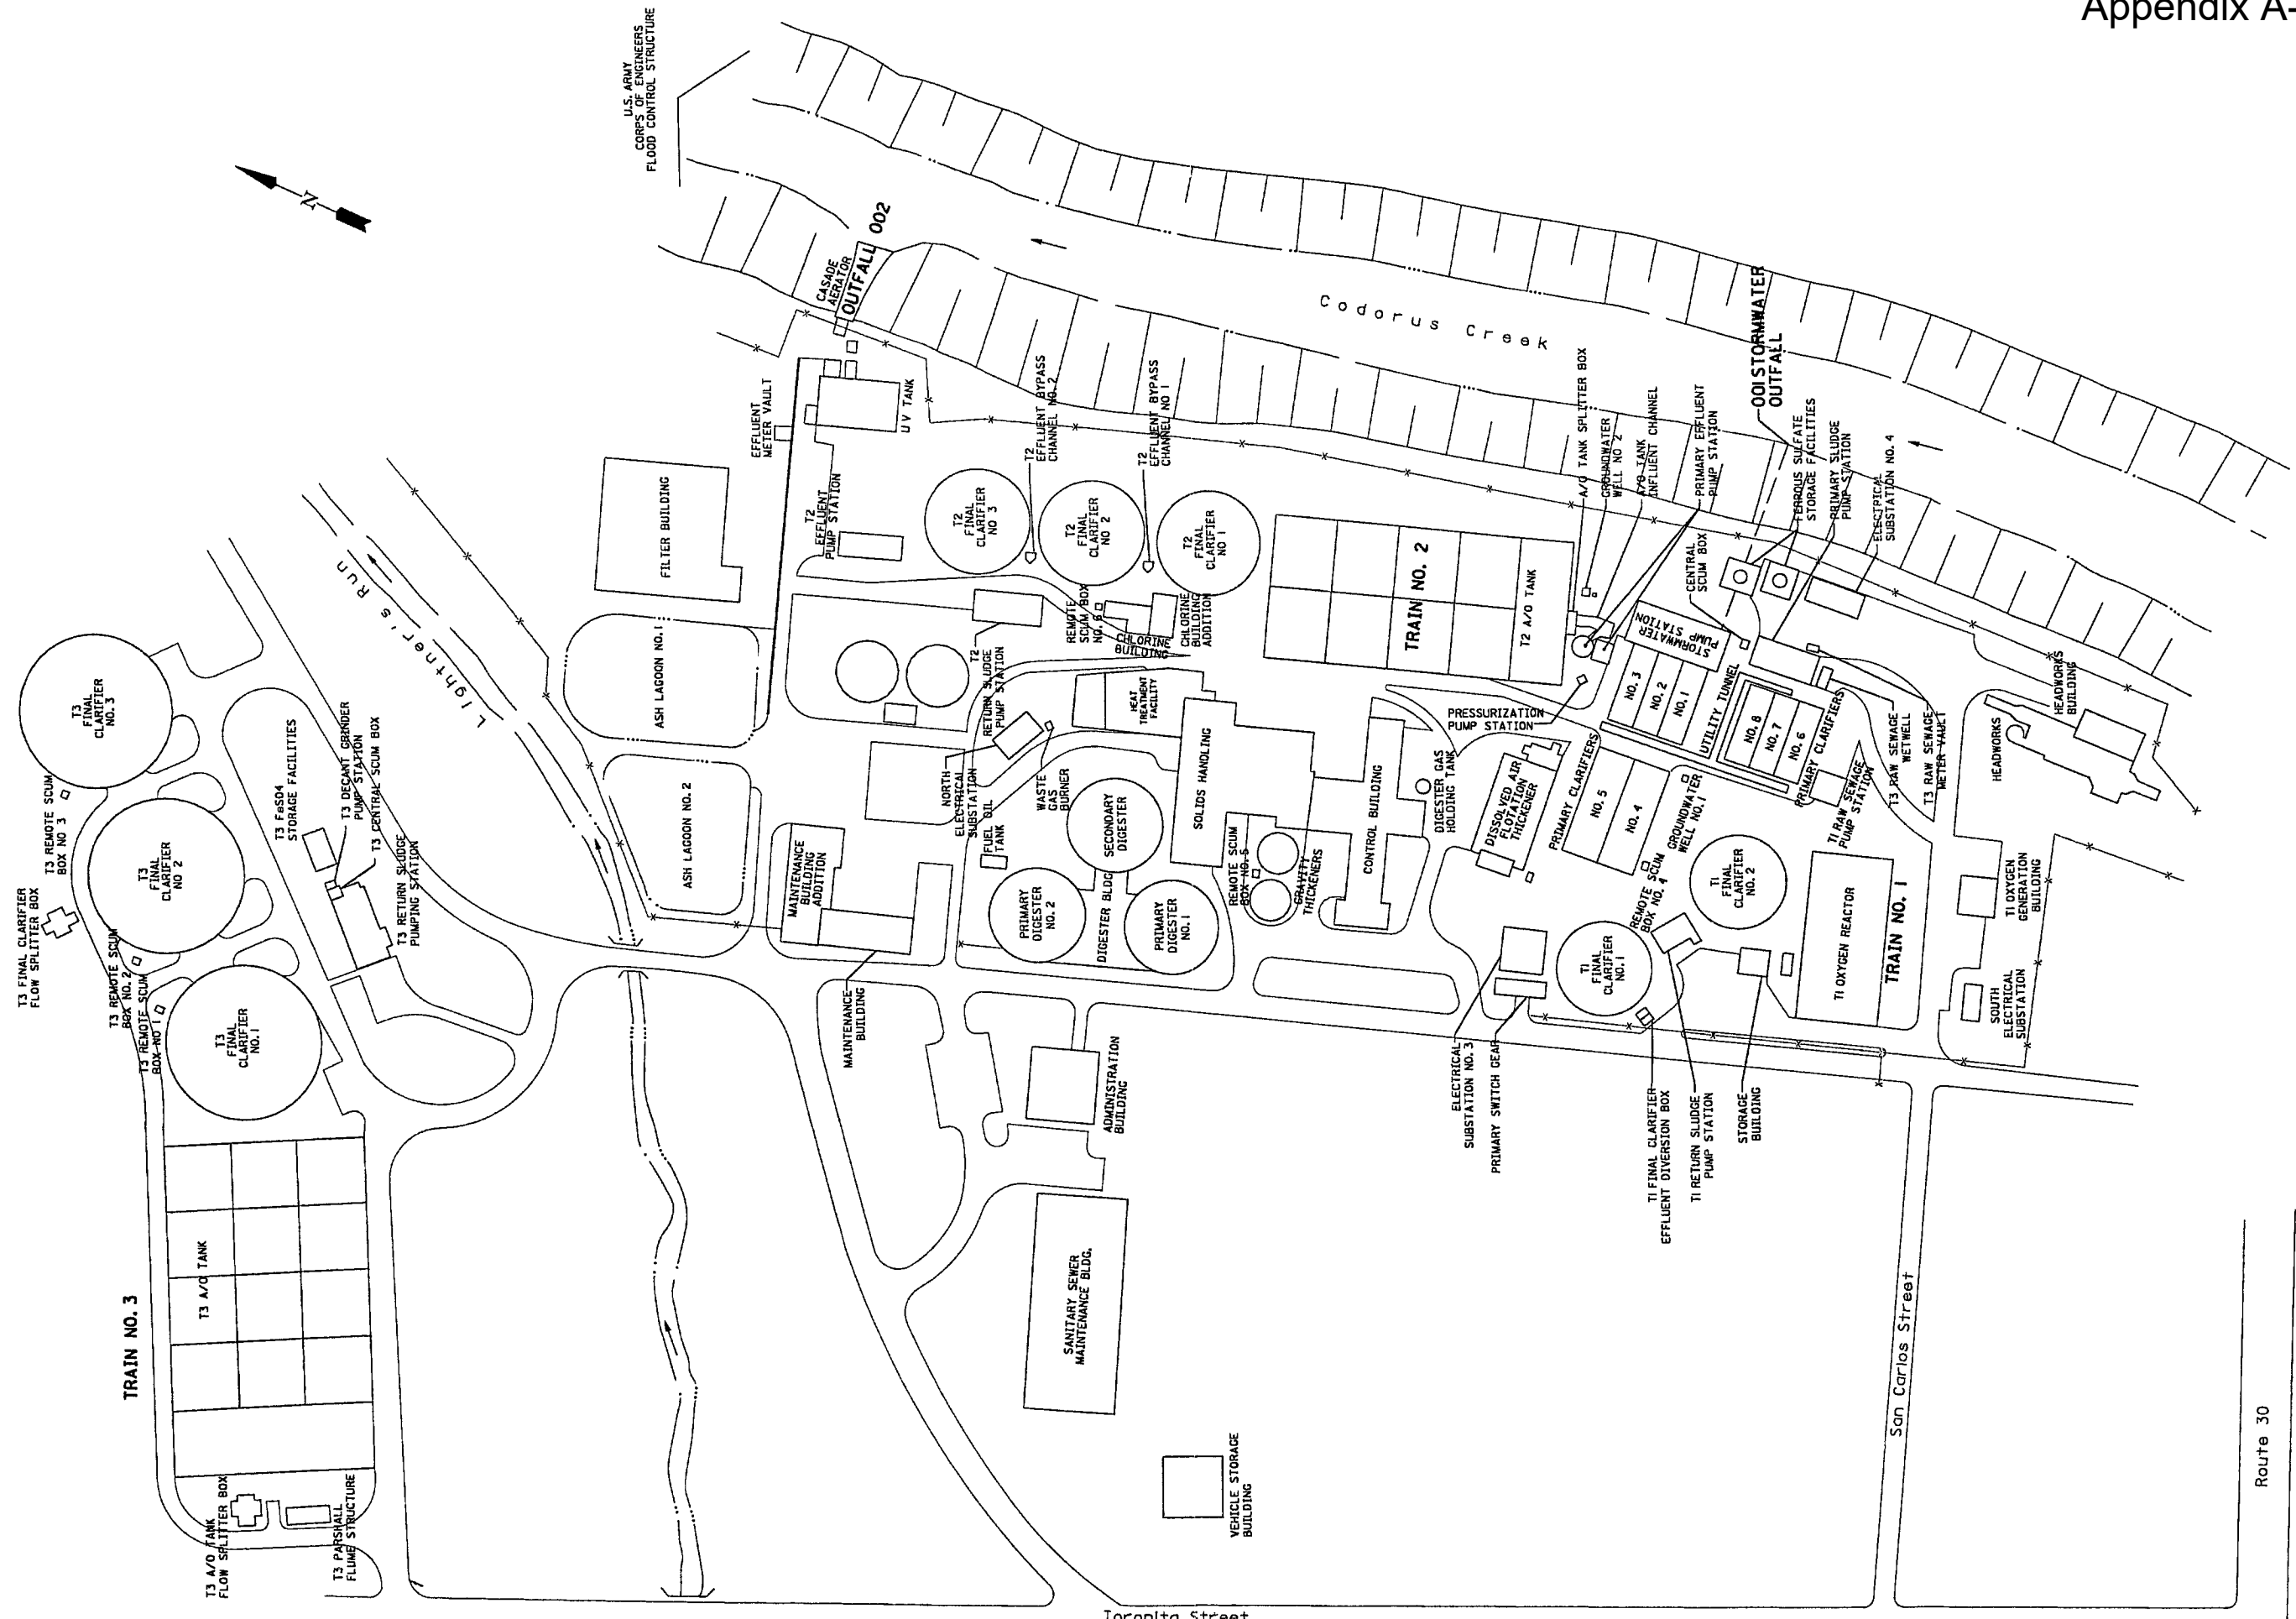 Appendix A-
U.S. ARMY
CORPS OF ENGINEERS
FLOOD CONTROL STRUCTURE
N
CASADE
AERATOR
OUTFALL 002
Codorus Creek
001 STORMWATER
OUTFALL
EFFLUENT
METER VAULT
UV TANK
T2
EFFLUENT BYPASS
CHANNEL NO. 2
T2
EFFLUENT BYPASS
CHANNEL NO 1
A/O TANK SPLITTER BOX
GROUNDWATER
WELL NO 2
A/O TANK
INFLUENT CHANNEL
PRIMARY EFFLUENT
PUMP STATION
FERROUS SULFATE
STORAGE FACILITIES
PRIMARY SLUDGE
PUMP STATION
ELECTPICAL
SUBSTATION NO. 4
FILTER BUILDING
T2
EFFLUENT
PUMP STATION
T2
FINAL
CLARIFIER
NO 3
T2
FINAL
CLARIFIER
NO 2
T2
FINAL
CLARIFIER
NO 1
TRAIN NO. 2
T2 A/O TANK
CENTRAL
SCUM BOX
STORMWATER
PUMP STATION
Lightner's Run
ASH LAGOON NO. 1
ASH LAGOON NO. 2
T2
RETURN SLUDGE
PUMP STATION
REMOTE
SCUM BOX
NO. 6
CHLORINE
BUILDING
CHLORINE
BUILDING
ADDITION
HEAT
TREATMENT
FACILITY
NORTH
ELECTRICAL
SUBSTATION
WASTE
GAS
BURNER
FUEL OIL
TANK
SOLIDS HANDLING
PRESSURIZATION
PUMP STATION
NO. 3
NO. 2
NO. 1
UTILITY TUNNEL
NO. 8
NO. 7
NO. 6
PRIMARY CLARIFIERS
T3 RAW SEWAGE
WETWELL
T3 RAW SEWAGE
METER VAULT
HEADWORKS
HEADWORKS
BUILDING
T3
FINAL
CLARIFIER
NO. 3
T3 REMOTE SCUM
BOX NO 3
T3
FINAL
CLARIFIER
NO 2
T3 FINAL CLARIFIER
FLOW SPLITTER BOX
T3 REMOTE SCUM
BOX NO. 2
T3 REMOTE SCUM
BOX NO 1
T3
FINAL
CLARIFIER
NO. 1
T3 FeSO4
STORAGE FACILITIES
T3 DECANT GRINDER
PUMP STATION
T3 CENTRAL SCUM BOX
T3 RETURN SLUDGE
PUMPING STATION
MAINTENANCE
BUILDING
ADDITION
MAINTENANCE
BUILDING
SECONDARY
DIGESTER
PRIMARY
DIGESTER
NO. 2
DIGESTER BLDG
PRIMARY
DIGESTER
NO. 1
REMOTE SCUM
BOX NO. 5
GRAVITY
THICKENERS
CONTROL BUILDING
DIGESTER GAS
HOLDING TANK
DISSOLVED AIR
FLOTATION
THICKENER
PRIMARY CLARIFIERS
NO. 5
NO. 4
GROUNDWATER
WELL NO. 1
REMOTE SCUM
BOX NO. 4
T1 RAW SEWAGE
PUMP STATION
T1
FINAL
CLARIFIER
NO. 2
T1
FINAL
CLARIFIER
NO. 1
T1 OXYGEN REACTOR
TRAIN NO. 1
T1 OXYGEN
GENERATION
BUILDING
SOUTH
ELECTRICAL
SUBSTATION
ADMINISTRATION
BUILDING
ELECTRICAL
SUBSTATION NO. 3
PRIMARY SWITCH GEAR
T1 FINAL CLARIFIER
EFFLUENT DIVERSION BOX
T1 RETURN SLUDGE
PUMP STATION
STORAGE
BUILDING
TRAIN NO. 3
T3 A/O TANK
T3 A/O TANK
FLOW SPLITTER BOX
T3 PARSHALL
FLUME STRUCTURE
SANITARY SEWER
MAINTENANCE BLDG.
VEHICLE STORAGE
BUILDING
San Carlos Street
Route 30
Toronita Street